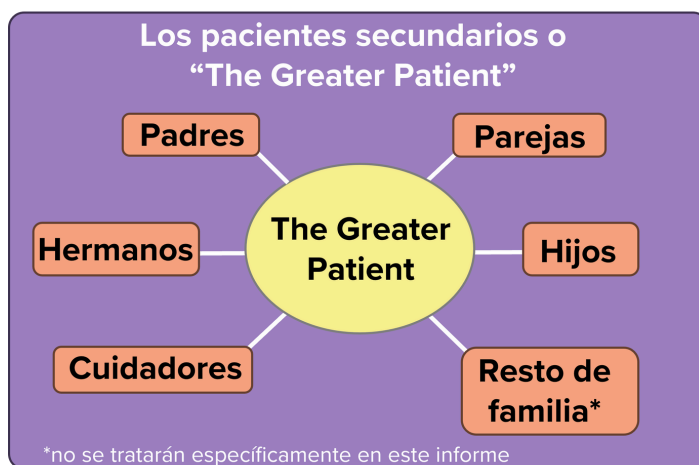 Los pacientes secundarios o
“The Greater Patient”
Padres
Parejas
Hermanos
The Greater
Patient
Hijos
Cuidadores
Resto de
familia*
*no se tratarán específicamente en este informe